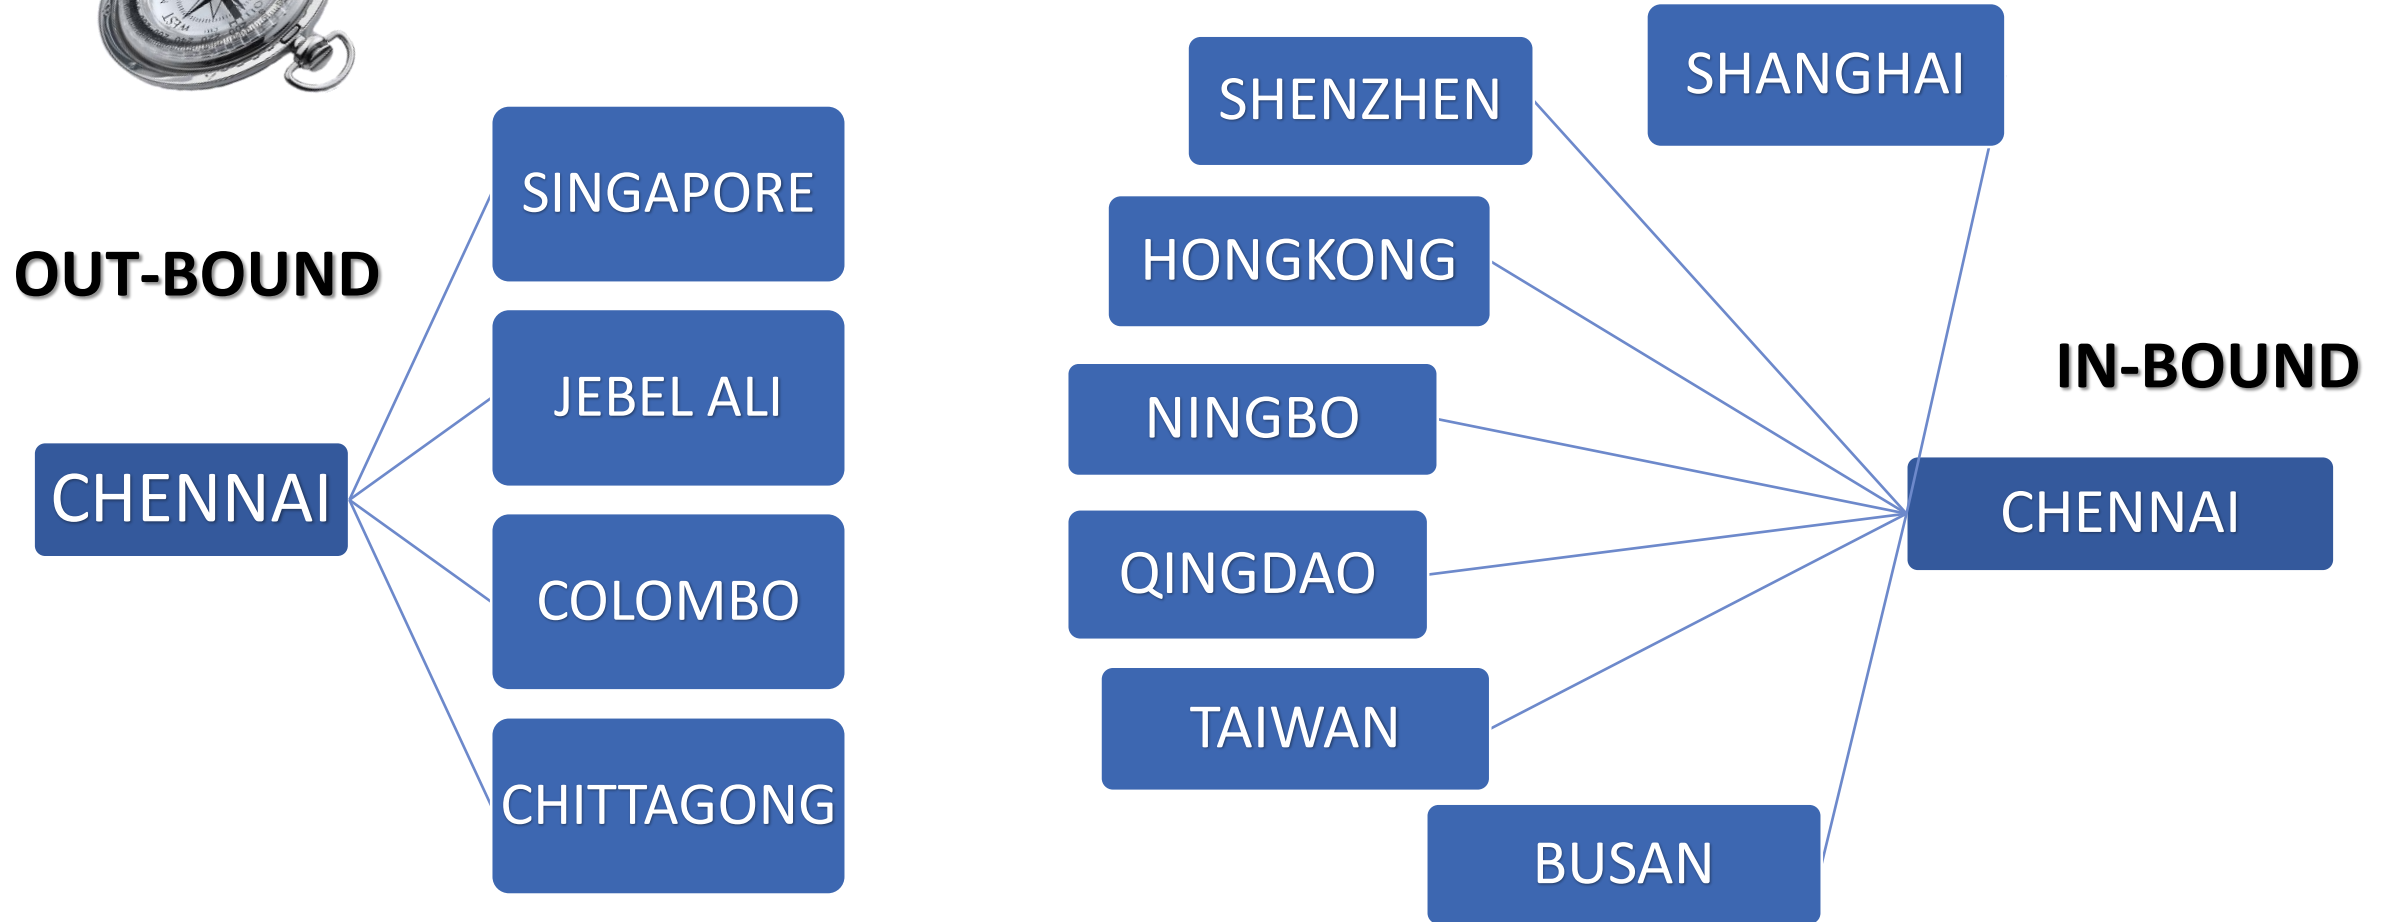 OUT-BOUND
CHENNAI
SINGAPORE
JEBEL ALI
COLOMBO
CHITTAGONG
SHENZHEN
SHANGHAI
HONGKONG
NINGBO
QINGDAO
TAIWAN
BUSAN
IN-BOUND
CHENNAI